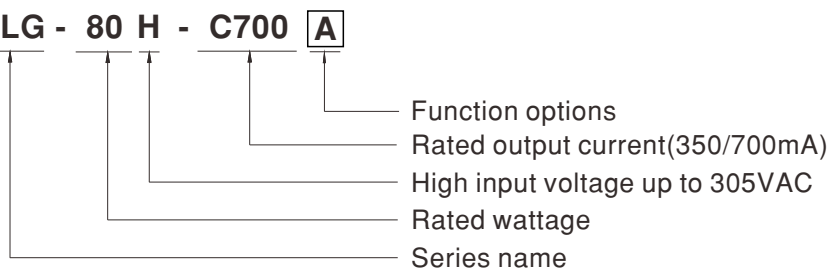 LG - 80 H - C700 A
Function options
Rated output current(350/700mA)
High input voltage up to 305VAC
Rated wattage
Series name